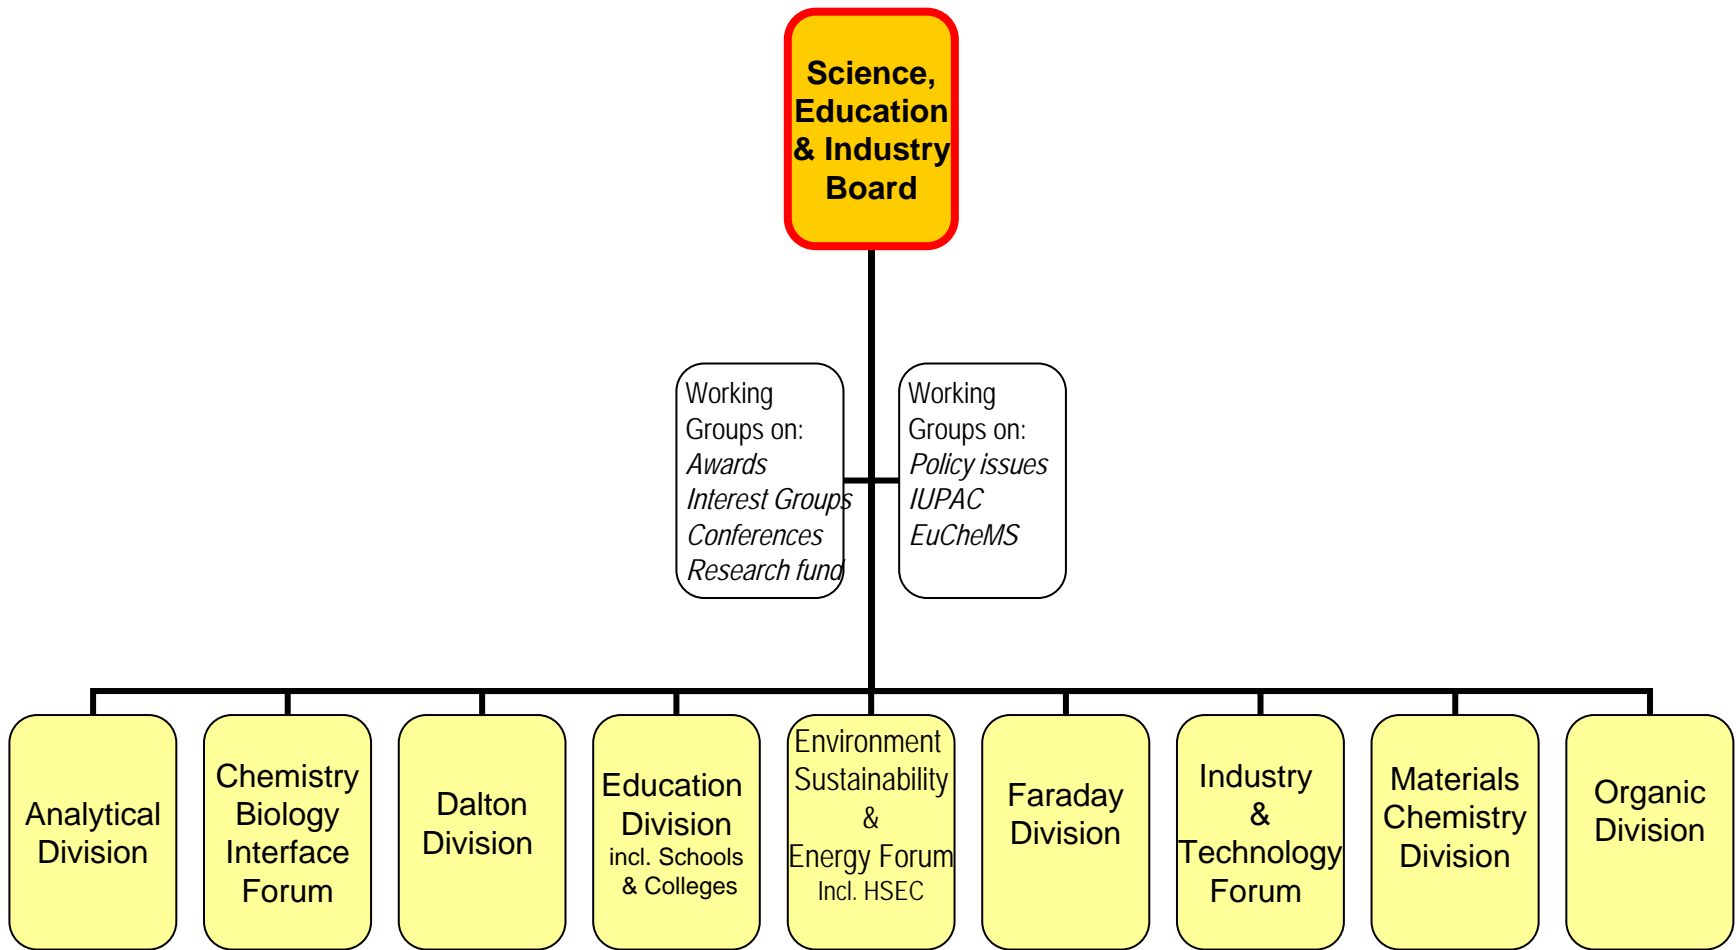 Science,
Education
& Industry
Board
Working
Groups on:
Awards
Interest Groups
Conferences
Research fund
Working
Groups on:
Policy issues
IUPAC
EuCheMS
Analytical
Division
Chemistry
Biology
Interface
Forum
Dalton
Division
Education
Division
incl. Schools
& Colleges
Environment
Sustainability
&
Energy Forum
Incl. HSEC
Faraday
Division
Industry
&
Technology
Forum
Materials
Chemistry
Division
Organic
Division